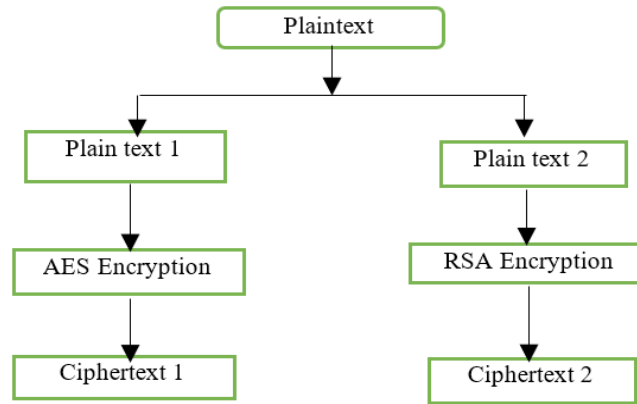 Plaintext
Plain text 1
Plain text 2
AES Encryption
RSA Encryption
Ciphertext 1
Ciphertext 2